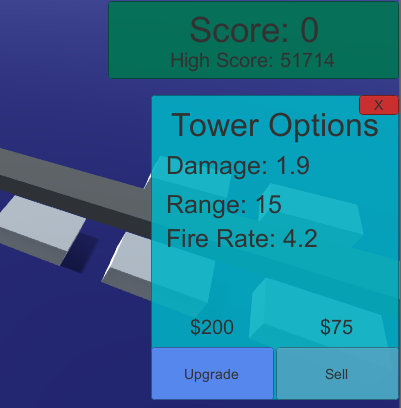 Score: 0
High Score: 51714
X
Tower Options
Damage: 1.9
Range: 15
Fire Rate: 4.2
$200 $75
Upgrade Sell